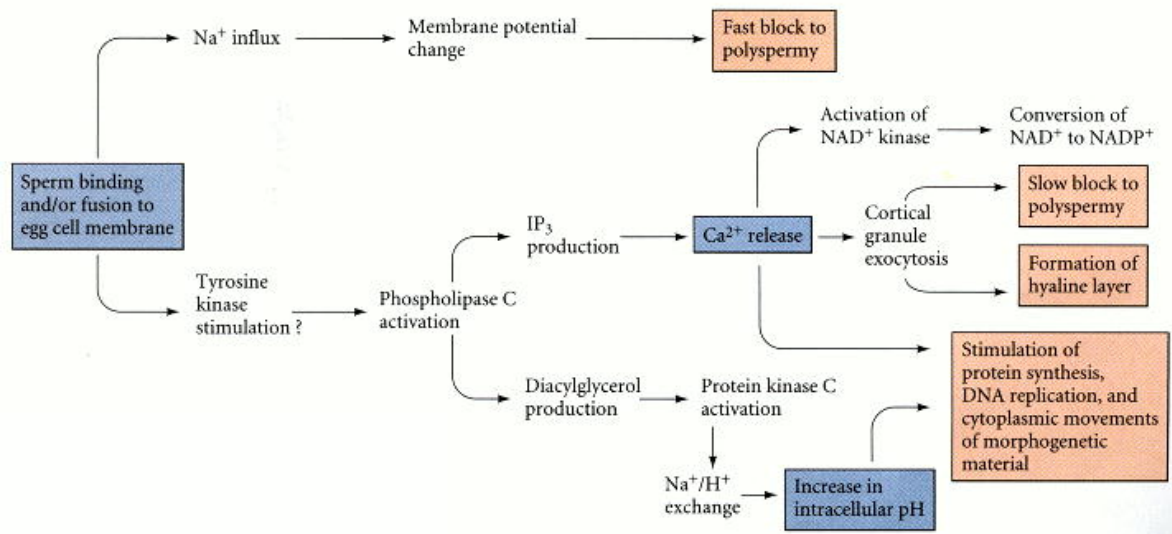 Na⁺ influx
Membrane potential
change
Fast block to
polyspermy
Activation of
NAD⁺ kinase
Conversion of
NAD⁺ to NADP⁺
Sperm binding
and/or fusion to
egg cell membrane
IP₃
production
Ca²⁺ release
Cortical
granule
exocytosis
Slow block to
polyspermy
Formation of
hyaline layer
Tyrosine
kinase
stimulation ?
Phospholipase C
activation
Stimulation of
protein synthesis,
DNA replication, and
cytoplasmic movements
of morphogenetic
material
Diacylglycerol
production
Protein kinase C
activation
Na⁺/H⁺
exchange
Increase in
intracellular pH